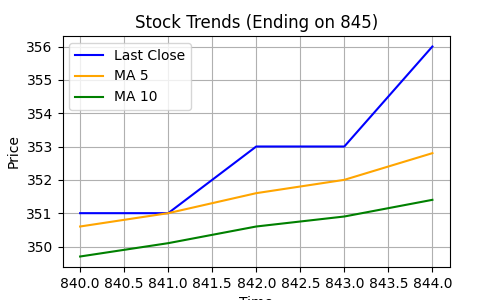 Stock Trends (Ending on 845)
Last Close
MA 5
MA 10
Price
356
355
354
353
352
351
350
840.0 840.5 841.0 841.5 842.0 842.5 843.0 843.5 844.0
Time